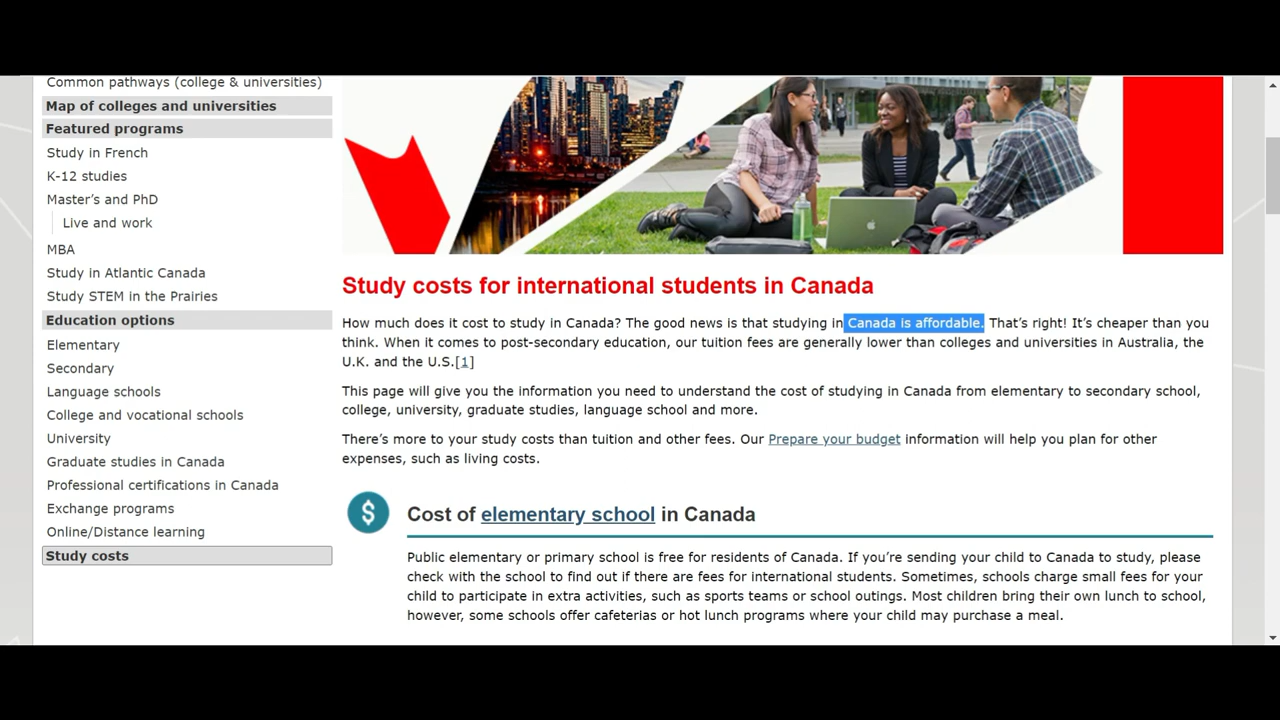 Common pathways (college & universities)
Map of colleges and universities
Featured programs
Study in French
K-12 studies
Master’s and PhD
Live and work
MBA
Study in Atlantic Canada
Study STEM in the Prairies
Education options
Elementary
Secondary
Language schools
College and vocational schools
University
Graduate studies in Canada
Professional certifications in Canada
Exchange programs
Online/Distance learning
Study costs
Study costs for international students in Canada
How much does it cost to study in Canada? The good news is that studying in Canada is affordable. That’s right! It’s cheaper than you
think. When it comes to post-secondary education, our tuition fees are generally lower than colleges and universities in Australia, the
U.K. and the U.S.[1]
This page will give you the information you need to understand the cost of studying in Canada from elementary to secondary school,
college, university, graduate studies, language school and more.
There’s more to your study costs than tuition and other fees. Our Prepare your budget information will help you plan for other
expenses, such as living costs.
$
Cost of elementary school in Canada
Public elementary or primary school is free for residents of Canada. If you’re sending your child to Canada to study, please
check with the school to find out if there are fees for international students. Sometimes, schools charge small fees for your
child to participate in extra activities, such as sports teams or school outings. Most children bring their own lunch to school,
however, some schools offer cafeterias or hot lunch programs where your child may purchase a meal.